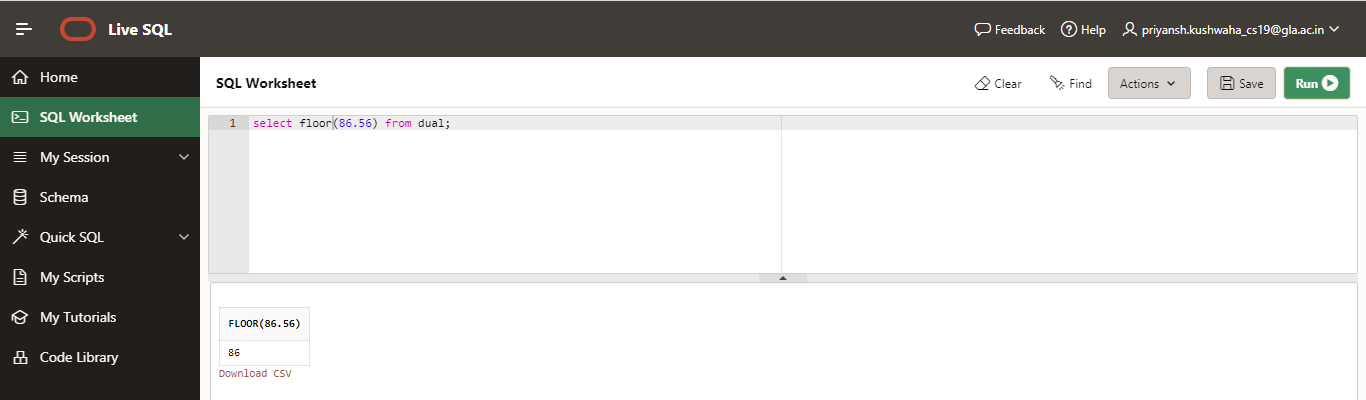 Live SQL
Feedback Help priyansh.kushwaha_cs19@gla.ac.in
Home
SQL Worksheet
My Session
Schema
Quick SQL
My Scripts
My Tutorials
Code Library
SQL Worksheet
Clear Find Actions Save Run
1 select floor(86.56) from dual;
FLOOR(86.56)
86
Download CSV